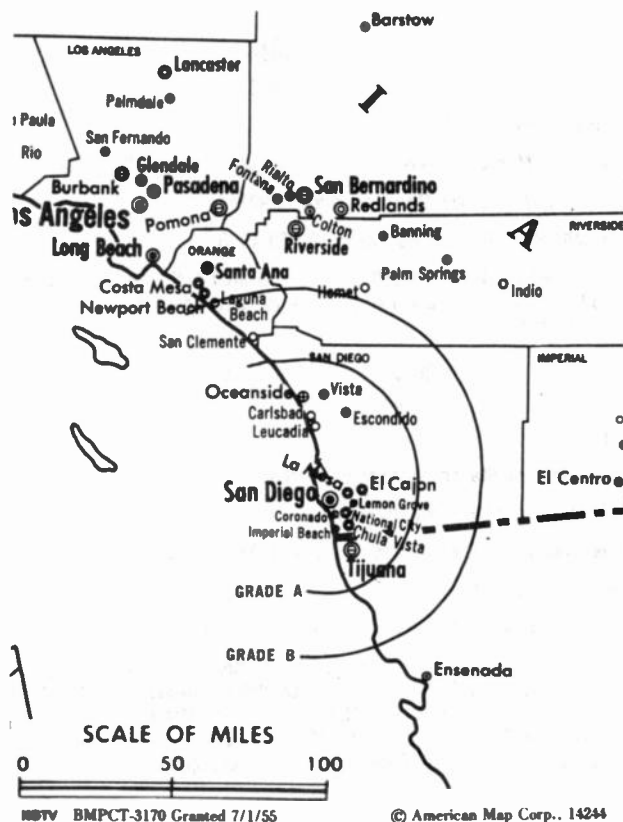 Barstow
LOS ANGELES
Lancaster
Palmdale
Paula
San Fernando
Rio
Glendale
Burbank
Pasadena
Fontana
Rialto
San Bernardino
Redlands
os Angeles
Pomona
Colton
Riverside
Banning
A
RIVERSIDE
I
Long Beach
ORANGE
Palm Springs
Santa Ana
Costa Mesa
Hemet
Indio
Newport Beach
Laguna
Beach
San Clemente
SAN DIEGO
IMPERIAL
Oceanside
Vista
Carlsbad
Escondido
Leucadia
La Mesa
El Cajon
El Centro
San Diego
Lemon Grove
Coronado
National City
Imperial Beach
Chula Vista
Tijuana
GRADE A
GRADE B
Ensenada
SCALE OF MILES
0 50 100
BMPCT-3170 Granted 7/1/55
© American Map Corp., 14244